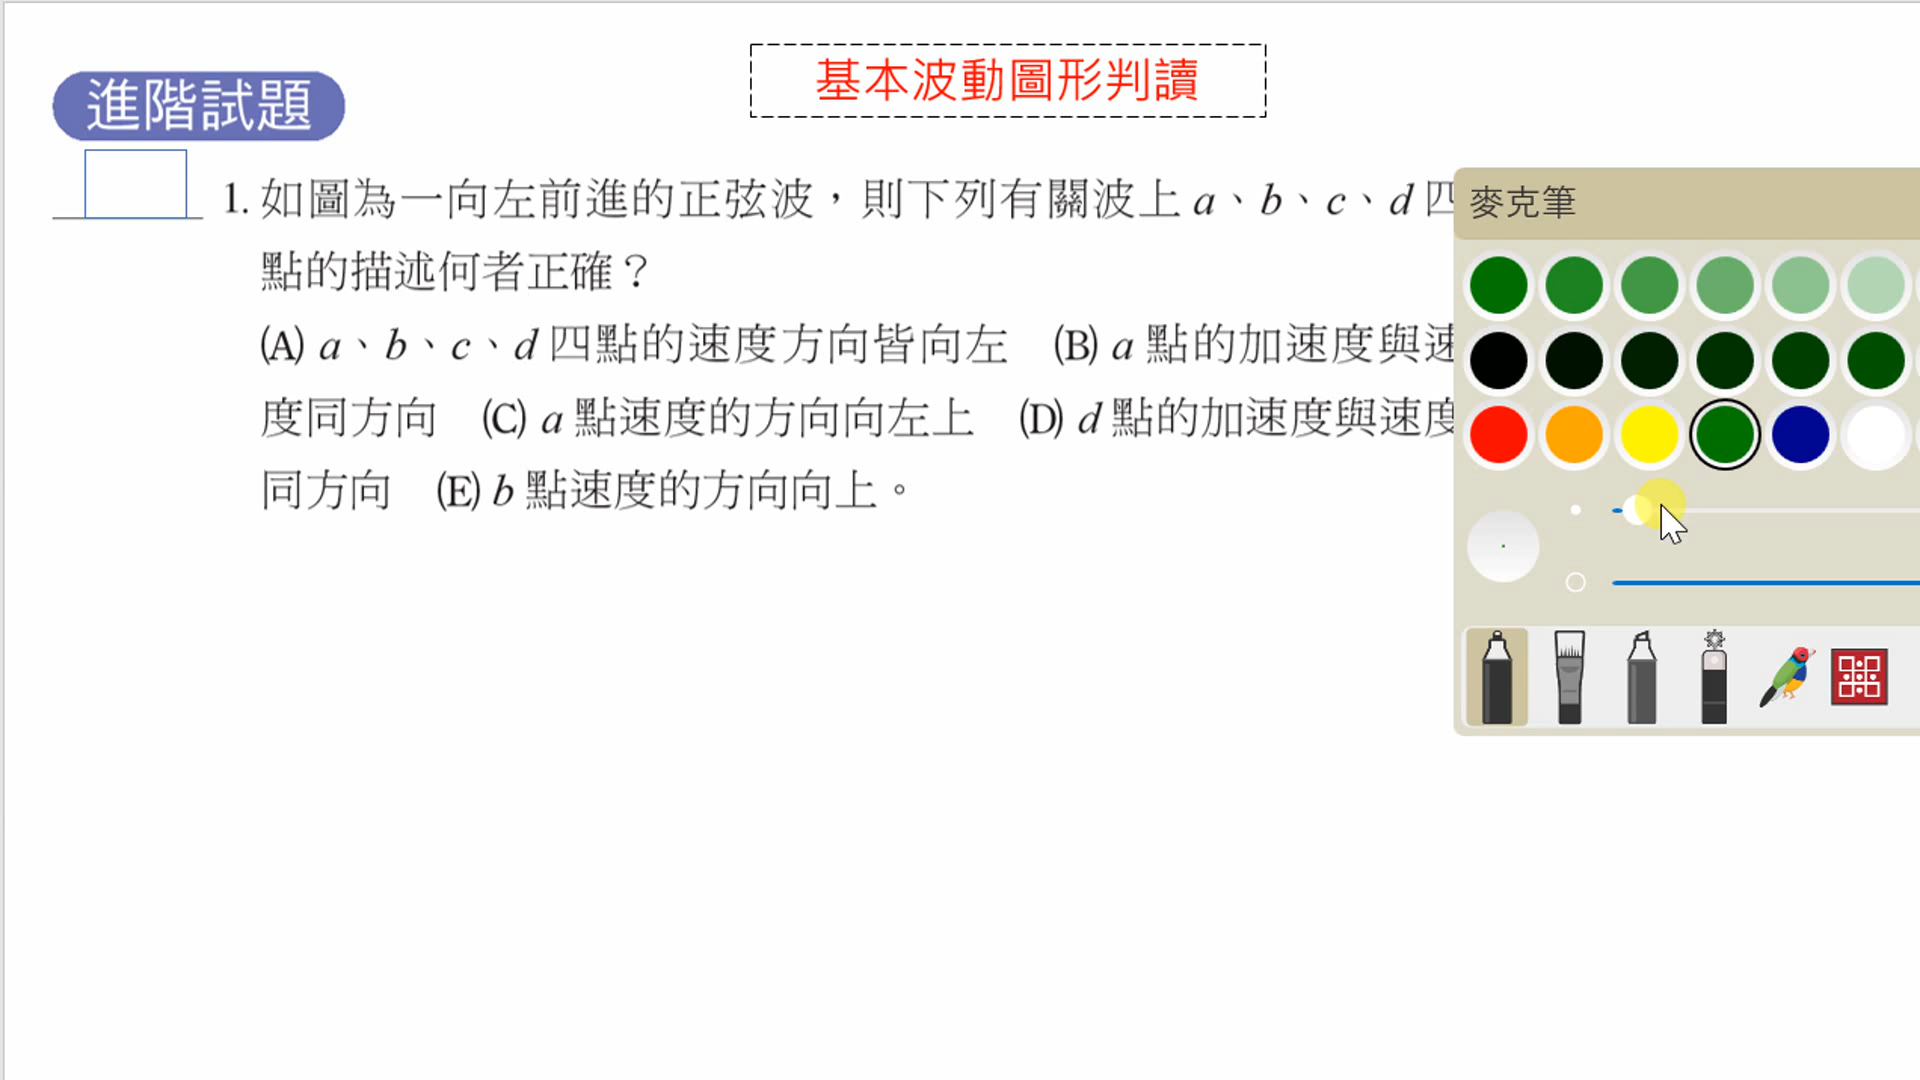 基本波動圖形判讀
進階試題
1. 如圖為一向左前進的正弦波，則下列有關波上 a、b、c、d 四
點的描述何者正確？
(A) a、b、c、d 四點的速度方向皆向左 (B) a 點的加速度與速
度同方向 (C) a 點速度的方向向左上 (D) d 點的加速度與速度
同方向 (E) b 點速度的方向向上。
麥克筆